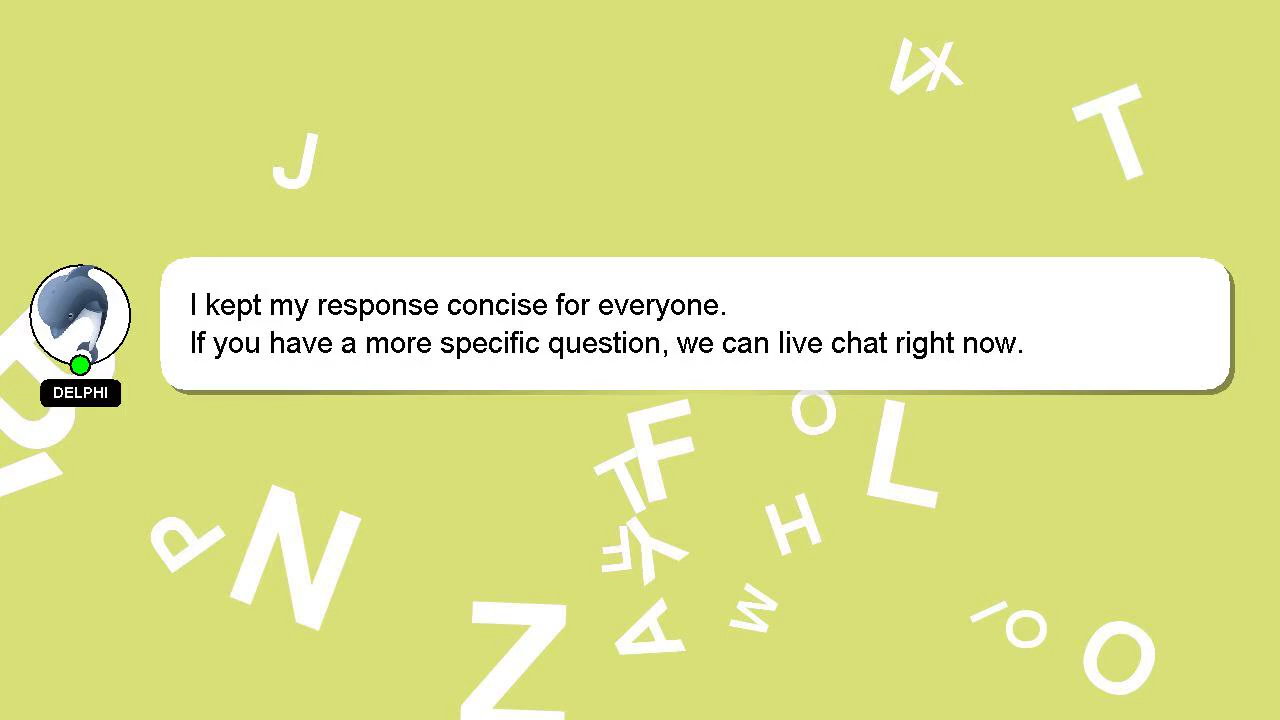 V
X
T
J
I kept my response concise for everyone.
If you have a more specific question, we can live chat right now.
DELPHI
F
O
L
T
P
N
H
F
Y
W
A
Z
I
O
O